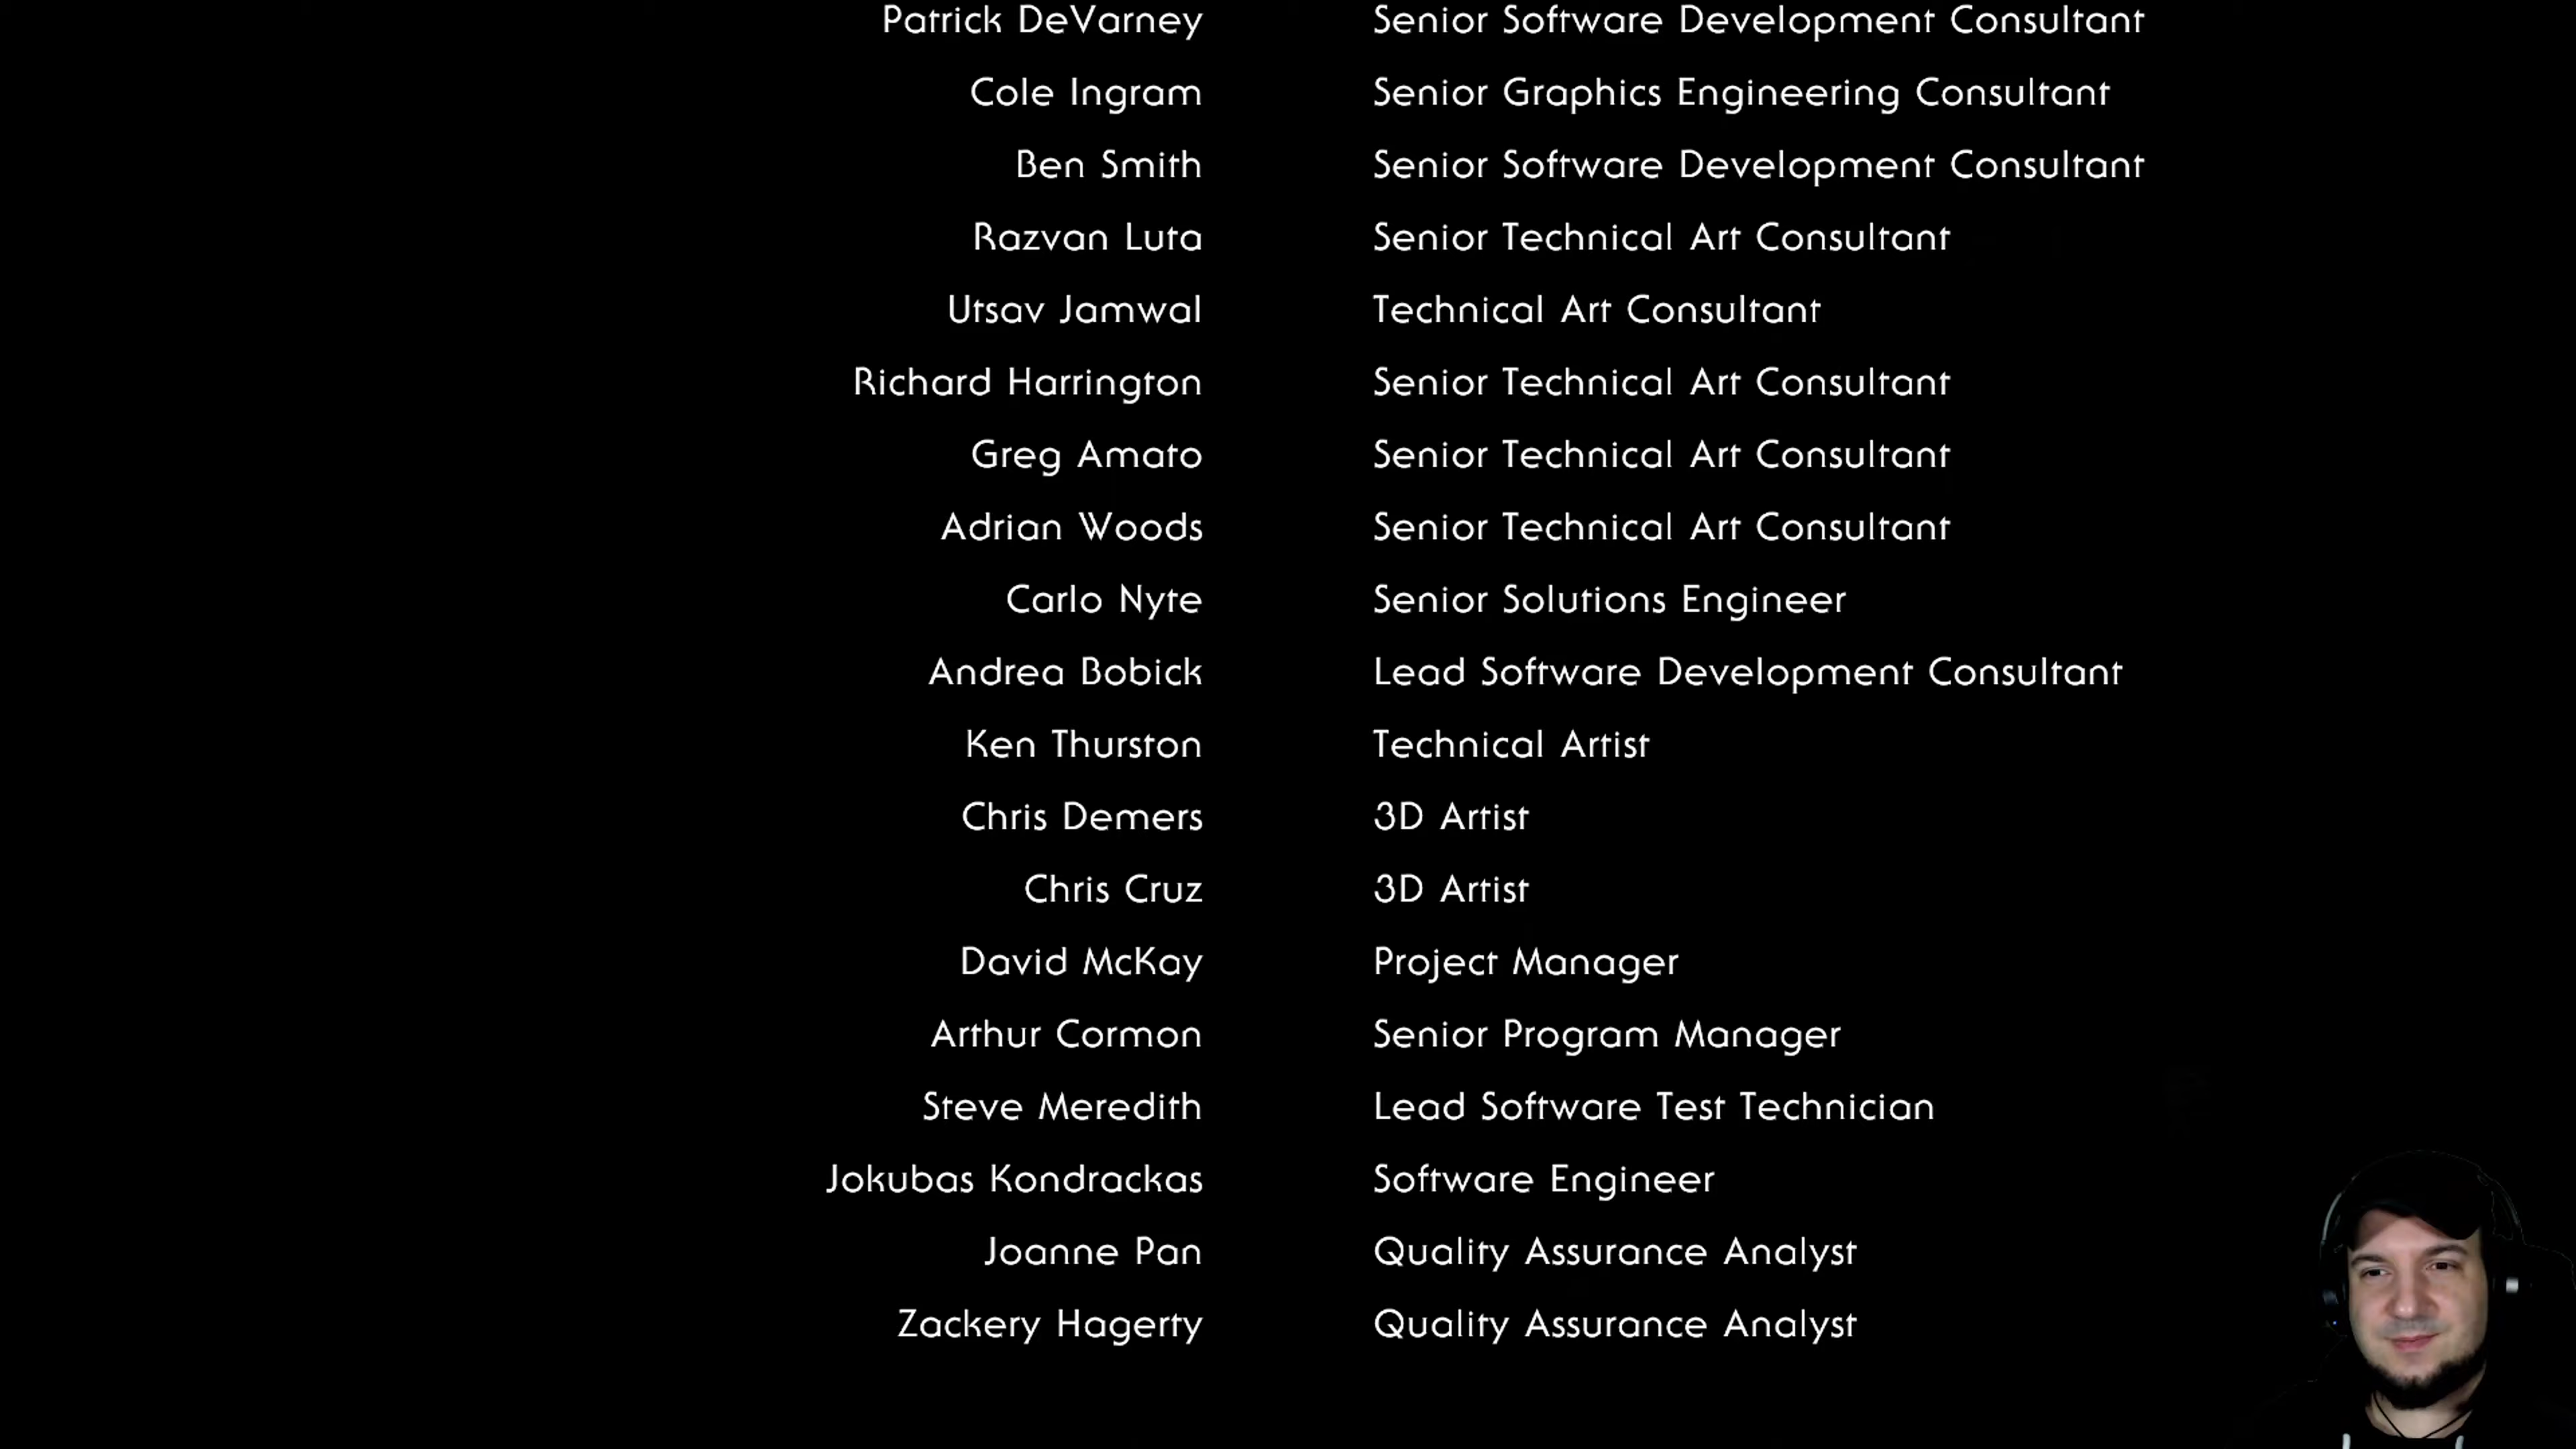 Patrick DeVarney Senior Software Development Consultant
Cole Ingram Senior Graphics Engineering Consultant
Ben Smith Senior Software Development Consultant
Razvan Luta Senior Technical Art Consultant
Utsav Jamwal Technical Art Consultant
Richard Harrington Senior Technical Art Consultant
Greg Amato Senior Technical Art Consultant
Adrian Woods Senior Technical Art Consultant
Carlo Nyte Senior Solutions Engineer
Andrea Bobick Lead Software Development Consultant
Ken Thurston Technical Artist
Chris Demers 3D Artist
Chris Cruz 3D Artist
David McKay Project Manager
Arthur Cormon Senior Program Manager
Steve Meredith Lead Software Test Technician
Jokubas Kondrackas Software Engineer
Joanne Pan Quality Assurance Analyst
Zackery Hagerty Quality Assurance Analyst